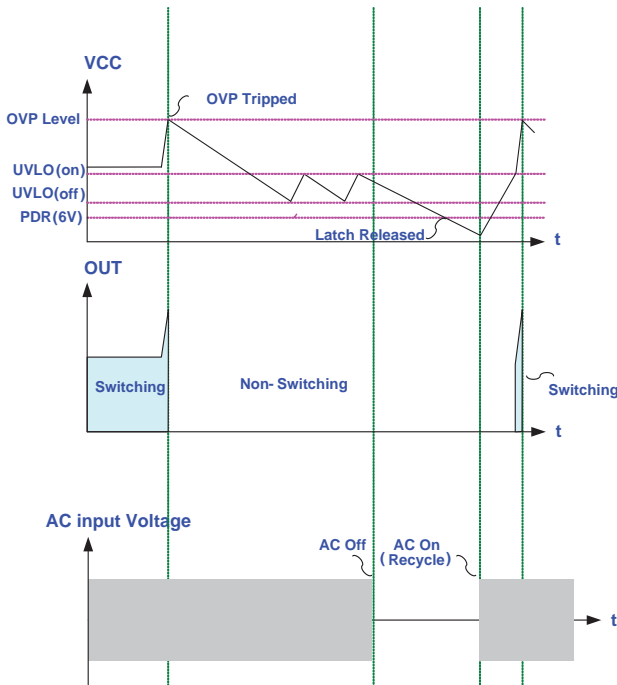 VCC
OVP Tripped
OVP Level
UVLO(on)
UVLO(off)
PDR(6V)
Latch Released
t
OUT
Switching
Non- Switching
Switching
t
AC input Voltage
AC Off
AC On
( Recycle)
t